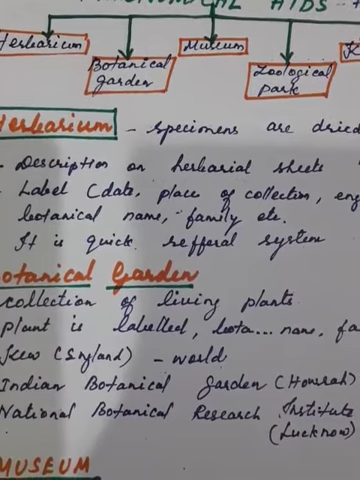 AIDS
Herbarium
Botanical garden
Museum
Zoological park
Herbarium - specimens are dried
- Description on herbarial sheets
- Label (date, place of collection, eng
botanical name, family etc.
It is quick refferal system
Botanical Garden
collection of living plants
plant is labelled, bota... name, fa
Kew (England) - world
Indian Botanical garden (Howrah)
National Botanical Research Institute
(Lucknow)
MUSEUM